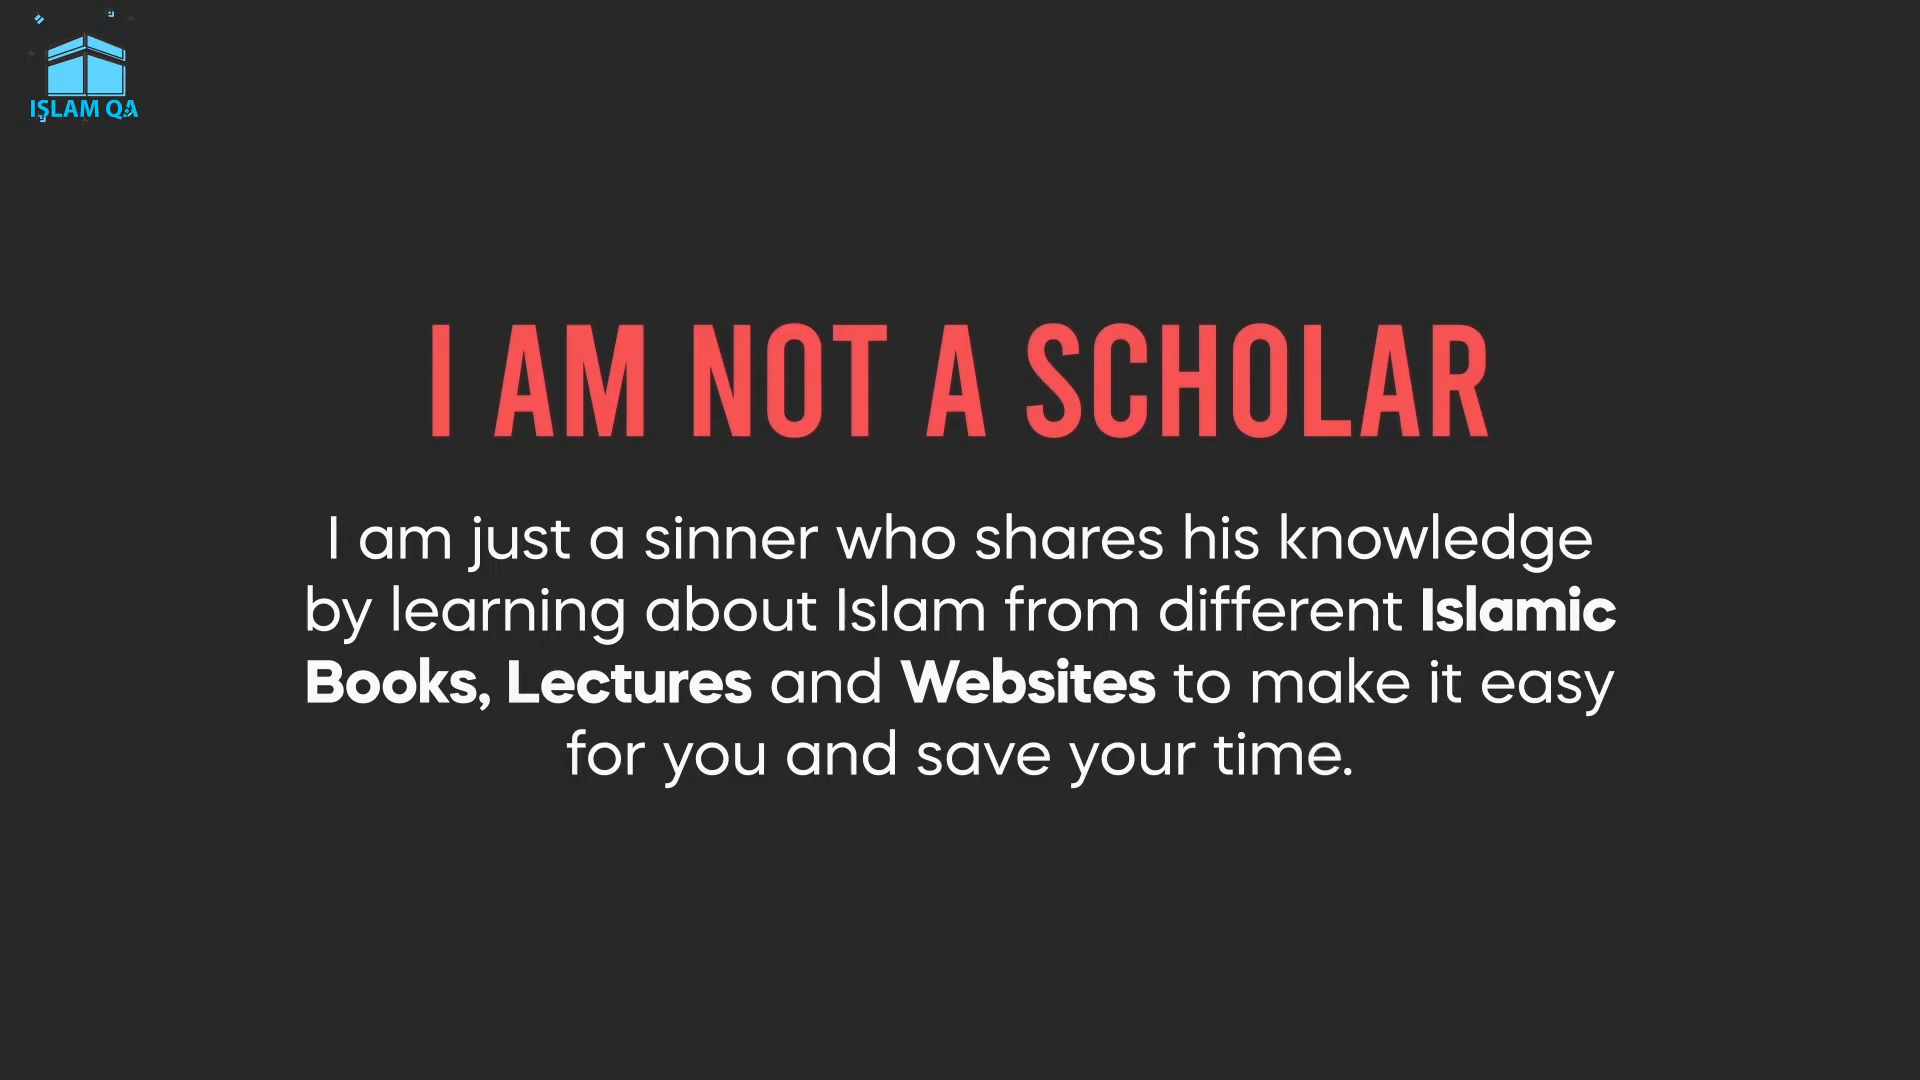 ISLAM QA
I AM NOT A SCHOLAR
I am just a sinner who shares his knowledge
by learning about Islam from different Islamic
Books, Lectures and Websites to make it easy
for you and save your time.